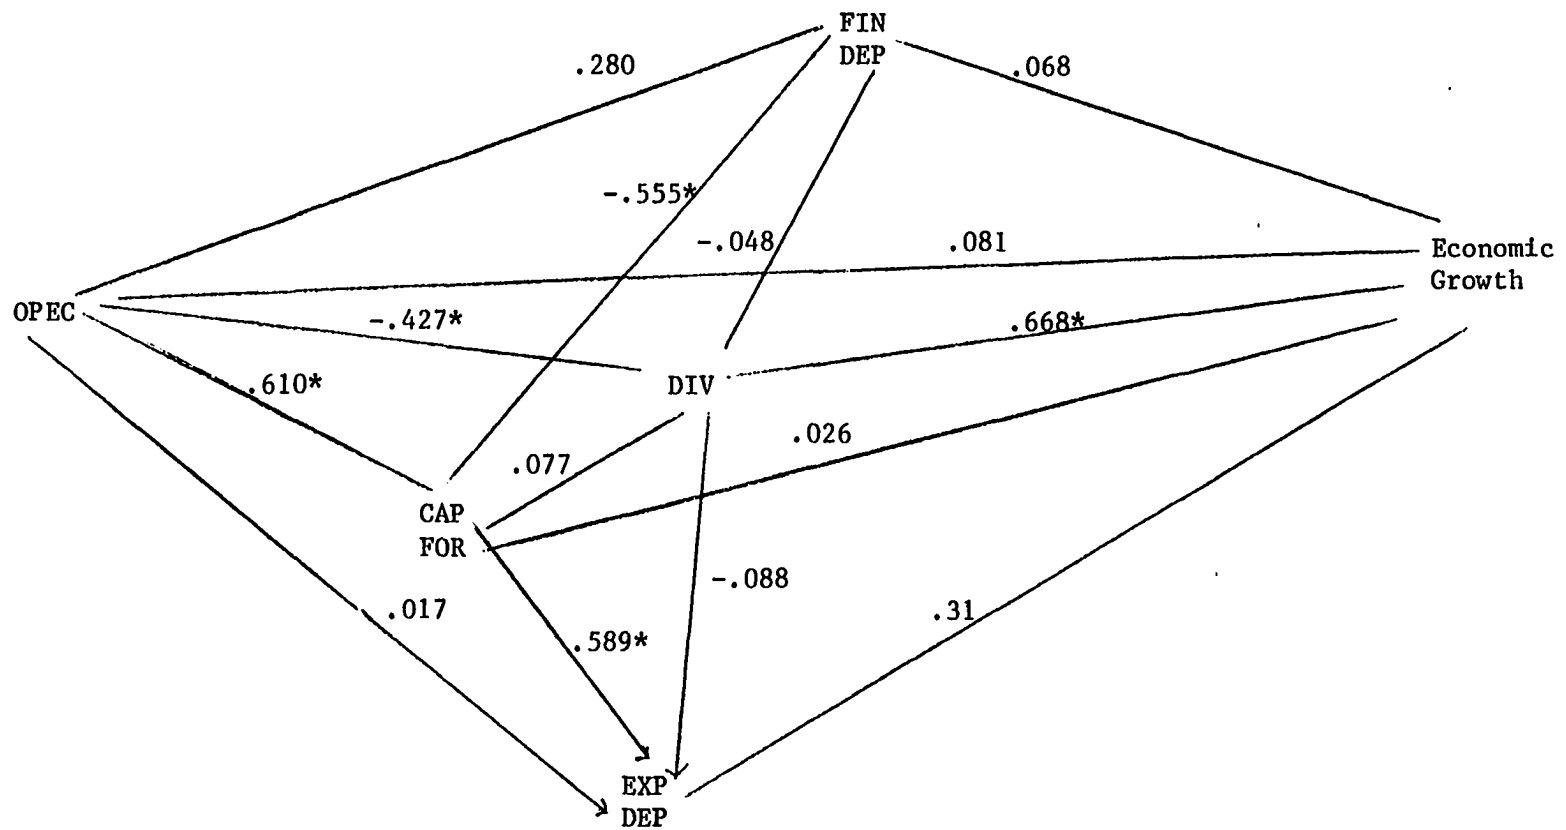 FIN
DEP
.280
.068
-.555*
-.048
.081
Economic
Growth
OPEC
-.427*
.668*
.610*
DIV
.026
.077
CAP
FOR
-.088
.017
.31
.589*
EXP
DEP